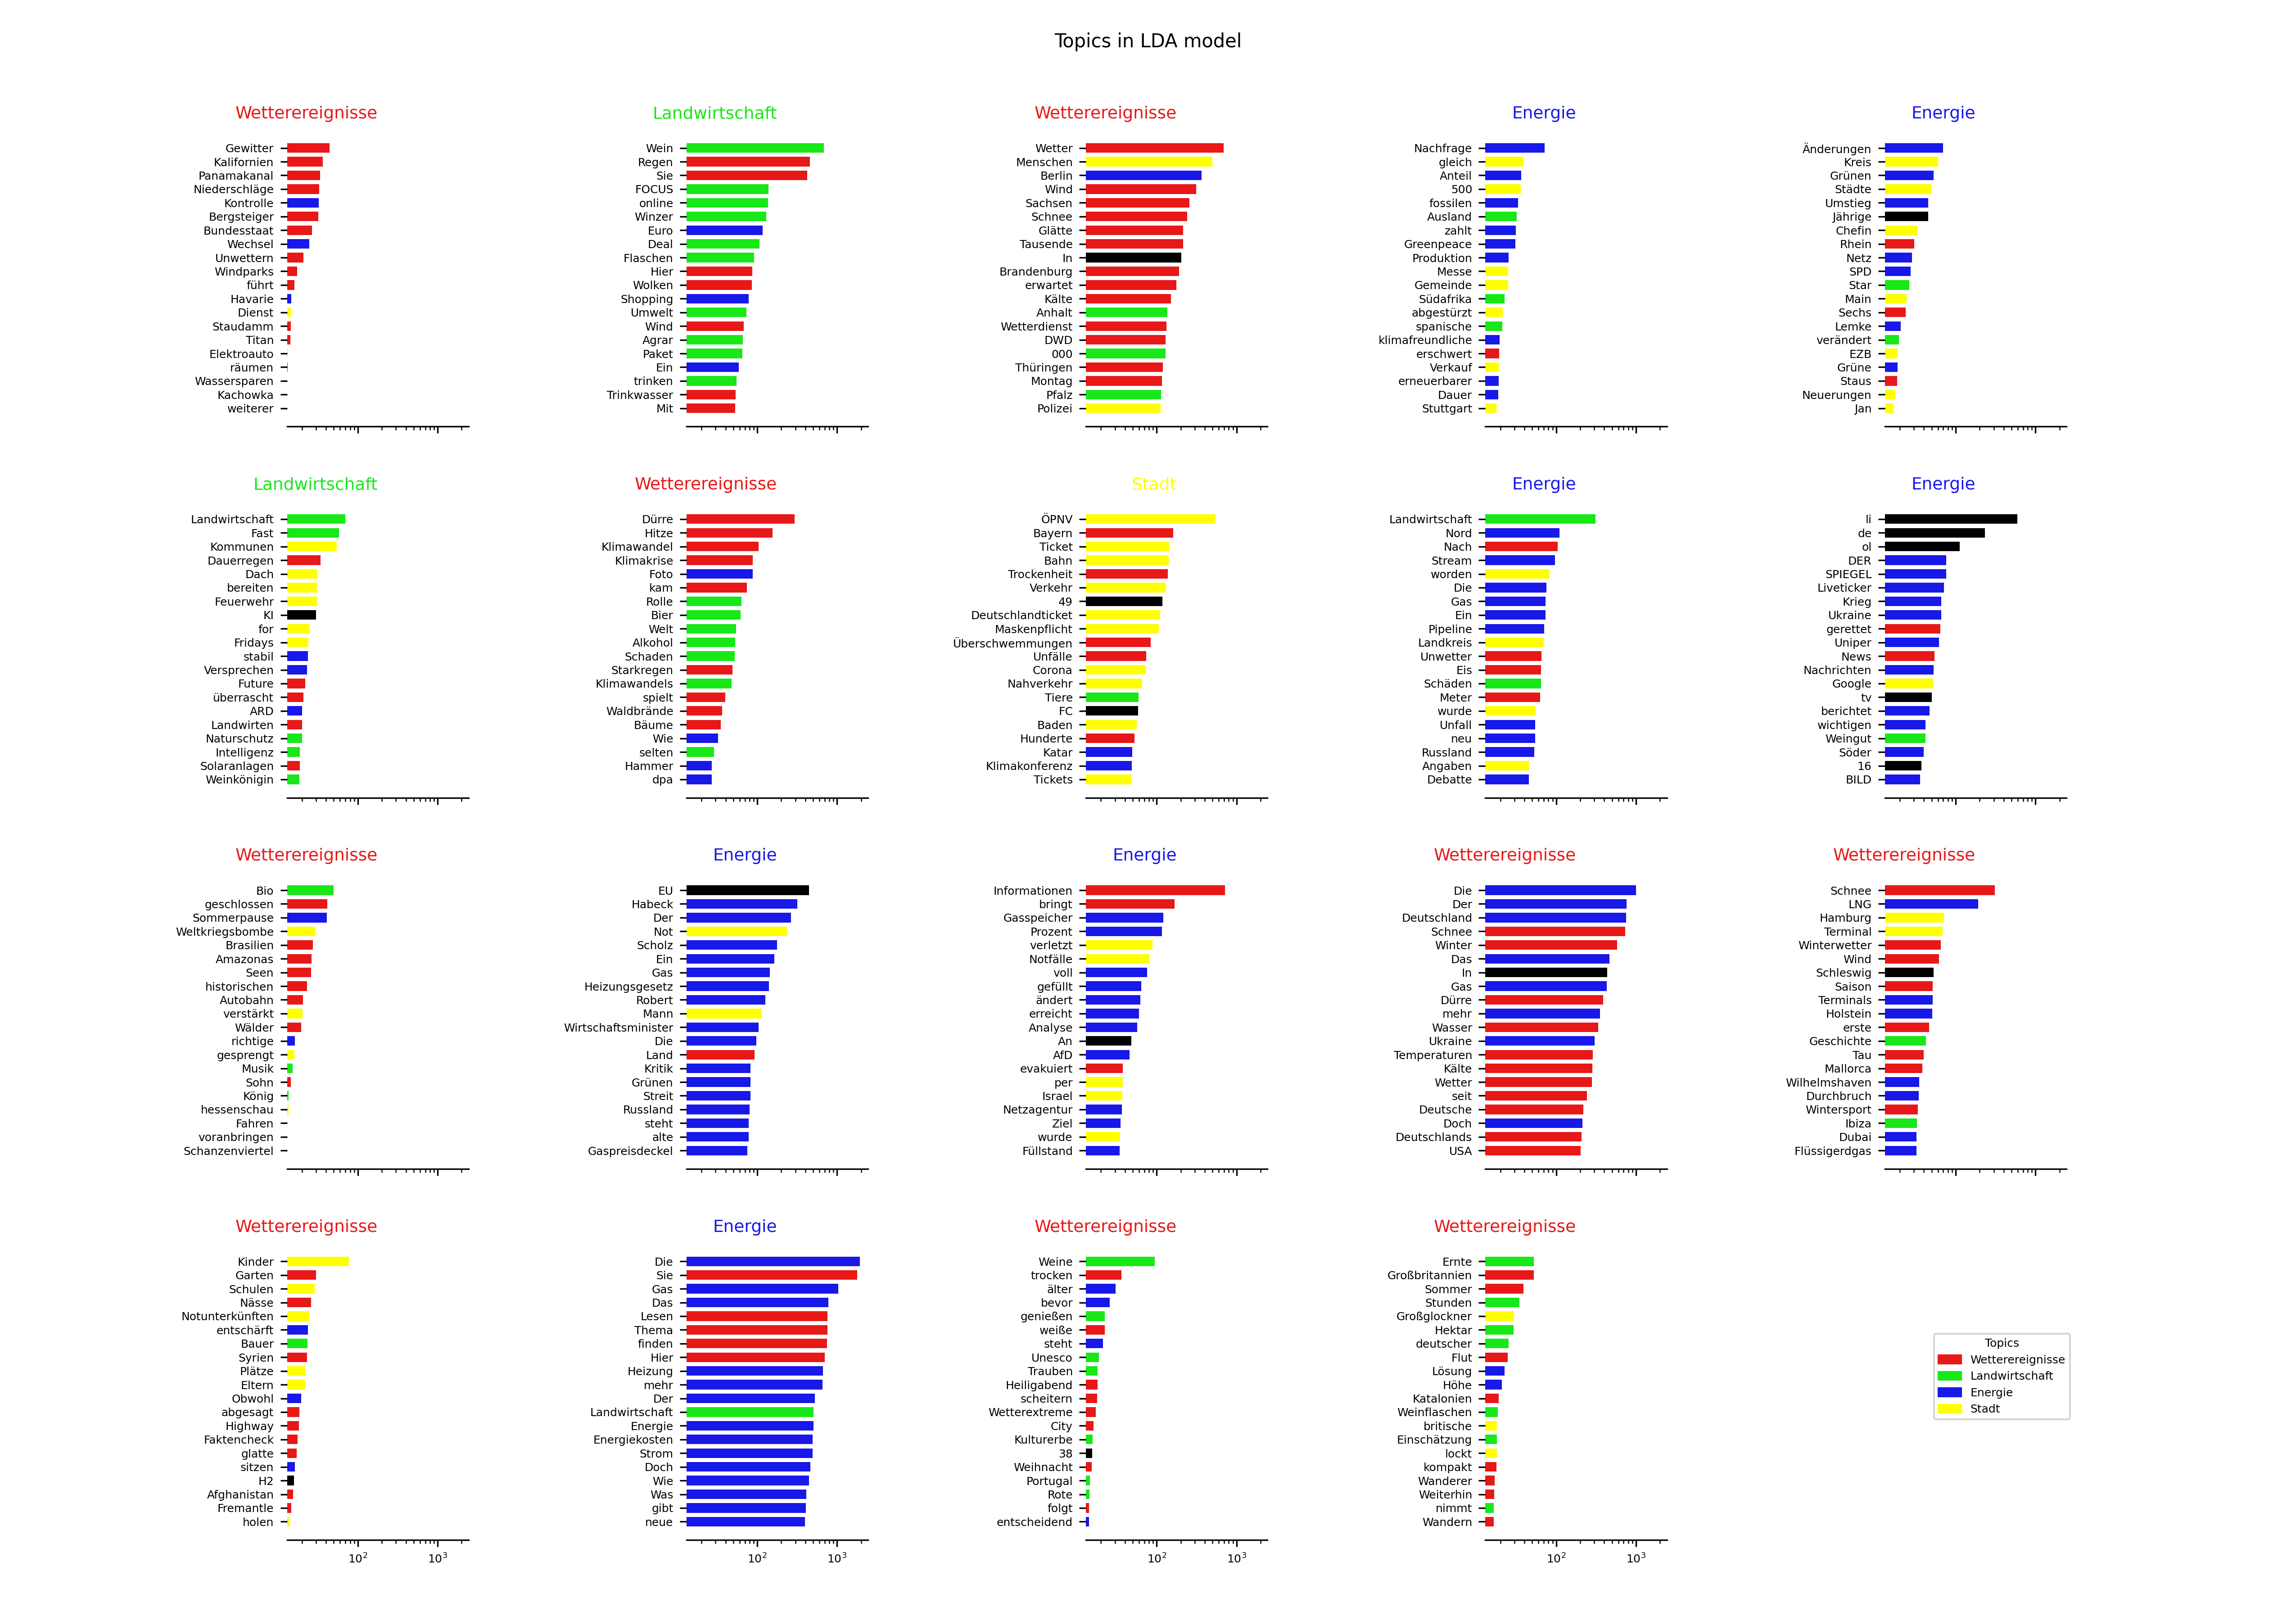 Topics in LDA model
Wetterereignisse
Gewitter
Kalifornien
Panamakanal
Niederschläge
Kontrolle
Bergsteiger
Bundesstaat
Wechsel
Unwettern
Windparks
führt
Havarie
Dienst
Staudamm
Titan
Elektroauto
räumen
Wassersparen
Kachowka
weiterer
Landwirtschaft
Wein
Regen
Sie
FOCUS
online
Winzer
Euro
Deal
Flaschen
Hier
Wolken
Shopping
Umwelt
Wind
Agrar
Paket
Ein
trinken
Trinkwasser
Mit
Wetterereignisse
Wetter
Menschen
Berlin
Wind
Sachsen
Schnee
Glätte
Tausende
In
Brandenburg
erwartet
Kälte
Anhalt
Wetterdienst
DWD
000
Thüringen
Montag
Pfalz
Polizei
Energie
Nachfrage
gleich
Anteil
500
fossilen
Ausland
zahlt
Greenpeace
Produktion
Messe
Gemeinde
Südafrika
abgestürzt
spanische
klimafreundliche
erschwert
Verkauf
erneuerbarer
Dauer
Stuttgart
Energie
Änderungen
Kreis
Grünen
Städte
Umstieg
Jährige
Chefin
Rhein
Netz
SPD
Star
Main
Sechs
Lemke
verändert
EZB
Grüne
Staus
Neuerungen
Jan
Landwirtschaft
Landwirtschaft
Fast
Kommunen
Dauerregen
Dach
bereiten
Feuerwehr
KI
for
Fridays
stabil
Versprechen
Future
überrascht
ARD
Landwirten
Naturschutz
Intelligenz
Solaranlagen
Weinkönigin
Wetterereignisse
Dürre
Hitze
Klimawandel
Klimakrise
Foto
kam
Rolle
Bier
Welt
Alkohol
Schaden
Starkregen
Klimawandels
spielt
Waldbrände
Bäume
Wie
selten
Hammer
dpa
Stadt
ÖPNV
Bayern
Ticket
Bahn
Trockenheit
Verkehr
49
Deutschlandticket
Maskenpflicht
Überschwemmungen
Unfälle
Corona
Nahverkehr
Tiere
FC
Baden
Hunderte
Katar
Klimakonferenz
Tickets
Energie
Landwirtschaft
Nord
Nach
Stream
worden
Die
Gas
Ein
Pipeline
Landkreis
Unwetter
Eis
Schäden
Meter
wurde
Unfall
neu
Russland
Angaben
Debatte
Energie
li
de
ol
DER
SPIEGEL
Liveticker
Krieg
Ukraine
gerettet
Uniper
News
Nachrichten
Google
tv
berichtet
wichtigen
Weingut
Söder
16
BILD
Wetterereignisse
Bio
geschlossen
Sommerpause
Weltkriegsbombe
Brasilien
Amazonas
Seen
historischen
Autobahn
verstärkt
Wälder
richtige
gesprengt
Musik
Sohn
König
hessenschau
Fahren
voranbringen
Schanzenviertel
Energie
EU
Habeck
Der
Not
Scholz
Ein
Gas
Heizungsgesetz
Robert
Mann
Wirtschaftsminister
Die
Land
Kritik
Grünen
Streit
Russland
steht
alte
Gaspreisdeckel
Energie
Informationen
bringt
Gasspeicher
Prozent
verletzt
Notfälle
voll
gefüllt
ändert
erreicht
Analyse
An
AfD
evakuiert
per
Israel
Netzagentur
Ziel
wurde
Füllstand
Wetterereignisse
Die
Der
Deutschland
Schnee
Winter
Das
In
Gas
Dürre
mehr
Wasser
Ukraine
Temperaturen
Kälte
Wetter
seit
Deutsche
Doch
Deutschlands
USA
Wetterereignisse
Schnee
LNG
Hamburg
Terminal
Winterwetter
Wind
Schleswig
Saison
Terminals
Holstein
erste
Geschichte
Tau
Mallorca
Wilhelmshaven
Durchbruch
Wintersport
Ibiza
Dubai
Flüssigerdgas
Wetterereignisse
Kinder
Garten
Schulen
Nässe
Notunterkünften
entschärft
Bauer
Syrien
Plätze
Eltern
Obwohl
abgesagt
Highway
Faktencheck
glatte
sitzen
H2
Afghanistan
Fremantle
holen
10² 10³
Energie
Die
Sie
Gas
Das
Lesen
Thema
finden
Hier
Heizung
mehr
Der
Landwirtschaft
Energie
Energiekosten
Strom
Doch
Wie
Was
gibt
neue
10² 10³
Wetterereignisse
Weine
trocken
älter
bevor
genießen
weiße
steht
Unesco
Trauben
Heiligabend
scheitern
Wetterextreme
City
Kulturerbe
38
Weihnacht
Portugal
Rote
folgt
entscheidend
10² 10³
Wetterereignisse
Ernte
Großbritannien
Sommer
Stunden
Großglockner
Hektar
deutscher
Flut
Lösung
Höhe
Katalonien
Weinflaschen
britische
Einschätzung
lockt
kompakt
Wanderer
Weiterhin
nimmt
Wandern
10² 10³
Topics
Wetterereignisse
Landwirtschaft
Energie
Stadt